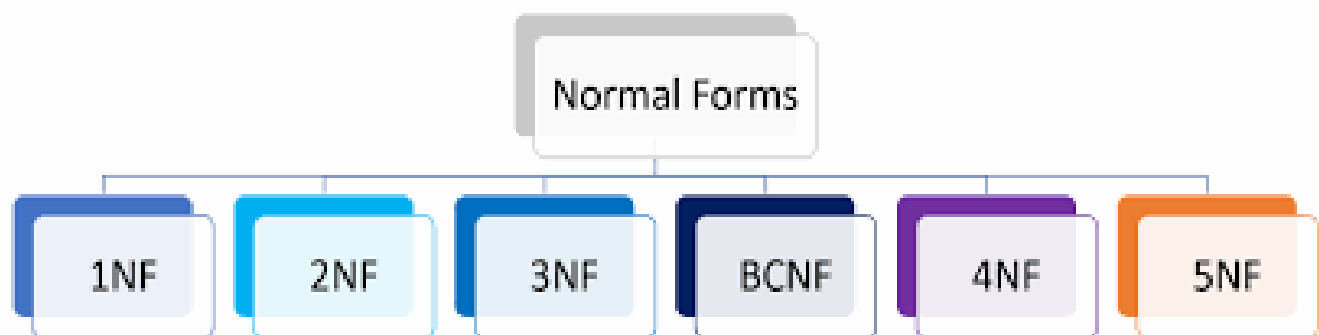 Normal Forms
1NF
2NF
3NF
BCNF
4NF
5NF